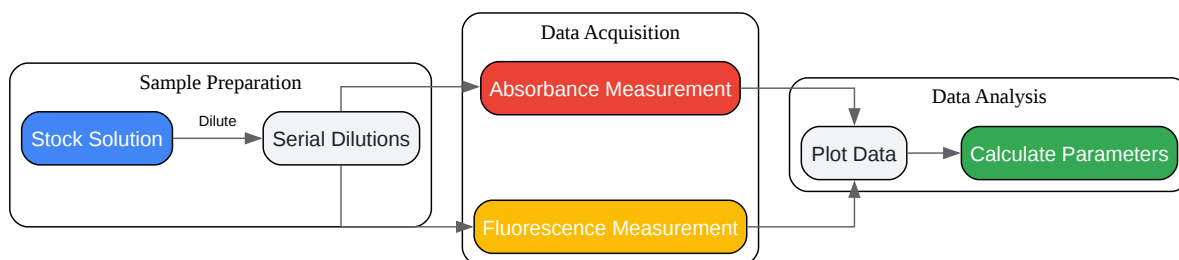 Sample Preparation
Stock Solution
Dilute
Serial Dilutions
Data Acquisition
Absorbance Measurement
Fluorescence Measurement
Data Analysis
Plot Data
Calculate Parameters